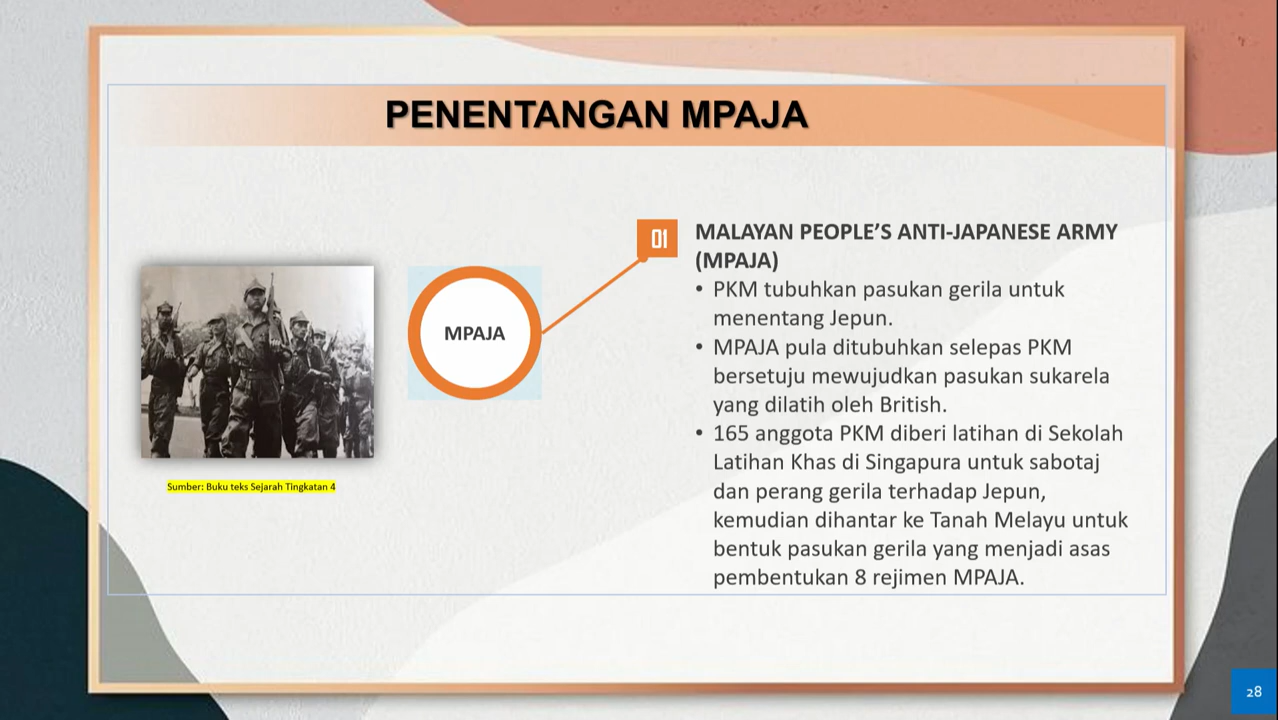 PENENTANGAN MPAJA
Sumber: Buku teks Sejarah Tingkatan 4
MPAJA
01
MALAYAN PEOPLE’S ANTI-JAPANESE ARMY
(MPAJA)
• PKM tubuhkan pasukan gerila untuk
menentang Jepun.
• MPAJA pula ditubuhkan selepas PKM
bersetuju mewujudkan pasukan sukarela
yang dilatih oleh British.
• 165 anggota PKM diberi latihan di Sekolah
Latihan Khas di Singapura untuk sabotaj
dan perang gerila terhadap Jepun,
kemudian dihantar ke Tanah Melayu untuk
bentuk pasukan gerila yang menjadi asas
pembentukan 8 rejimen MPAJA.
28